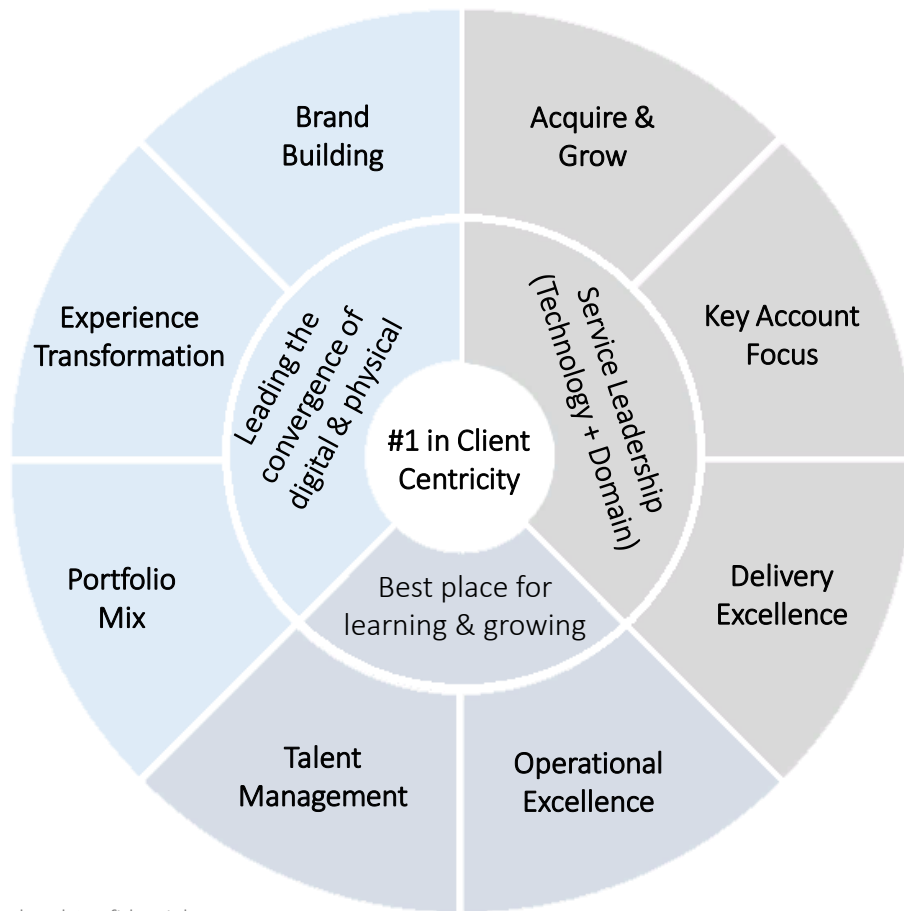 Brand
Building
Acquire &
Grow
Experience
Transformation
Key Account
Focus
Leading the
convergence of
digital & physical
Service Leadership
(Technology + Domain)
#1 in Client
Centricity
Best place for
learning & growing
Portfolio
Mix
Delivery
Excellence
Talent
Management
Operational
Excellence